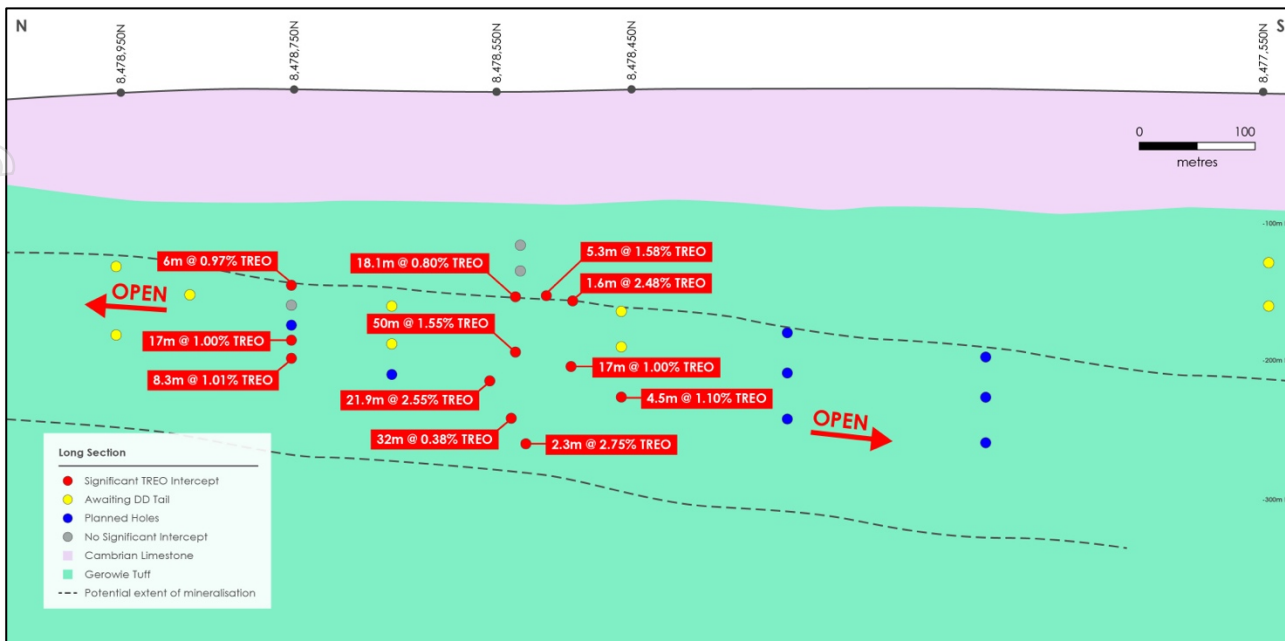 N
S
8,478,950N
8,478,750N
8,478,550N
8,478,450N
8,477,550N
0 100
metres
-100m
6m @ 0.97% TREO
18.1m @ 0.80% TREO
5.3m @ 1.58% TREO
1.6m @ 2.48% TREO
OPEN
50m @ 1.55% TREO
17m @ 1.00% TREO
8.3m @ 1.01% TREO
17m @ 1.00% TREO
-200m
21.9m @ 2.55% TREO
4.5m @ 1.10% TREO
32m @ 0.38% TREO
2.3m @ 2.75% TREO
OPEN
-300m
Long Section
Significant TREO Intercept
Awaiting DD Tail
Planned Holes
No Significant Intercept
Cambrian Limestone
Gerowie Tuff
Potential extent of mineralisation